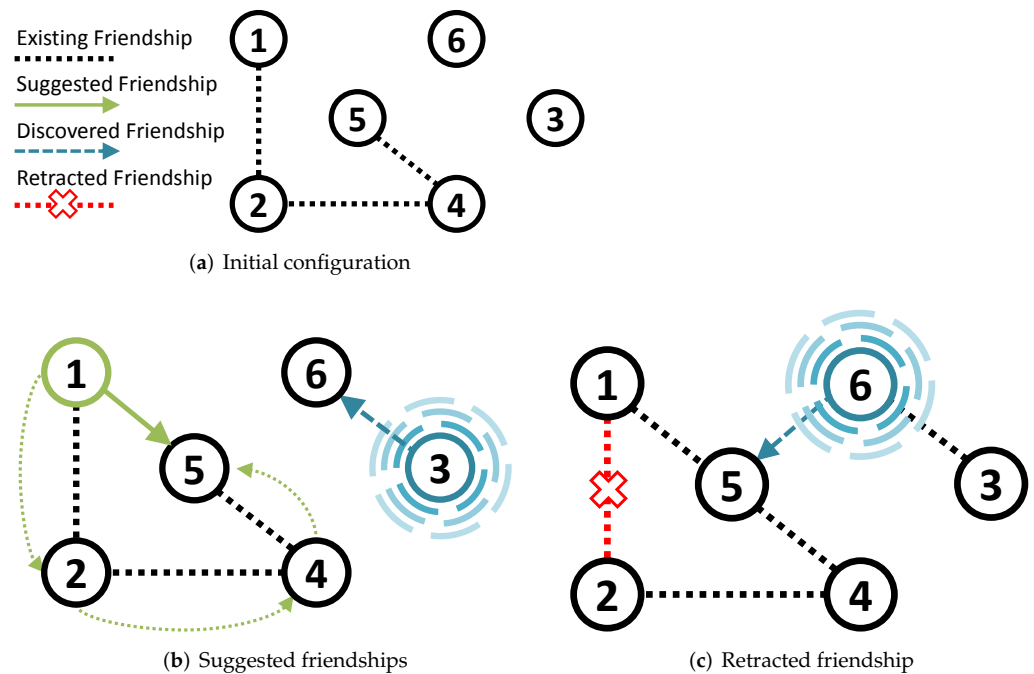 Existing Friendship
Suggested Friendship
Discovered Friendship
Retracted Friendship
1
6
5
3
2
4
(a) Initial configuration
1
6
5
3
2
4
(b) Suggested friendships
1
6
5
3
2
4
(c) Retracted friendship